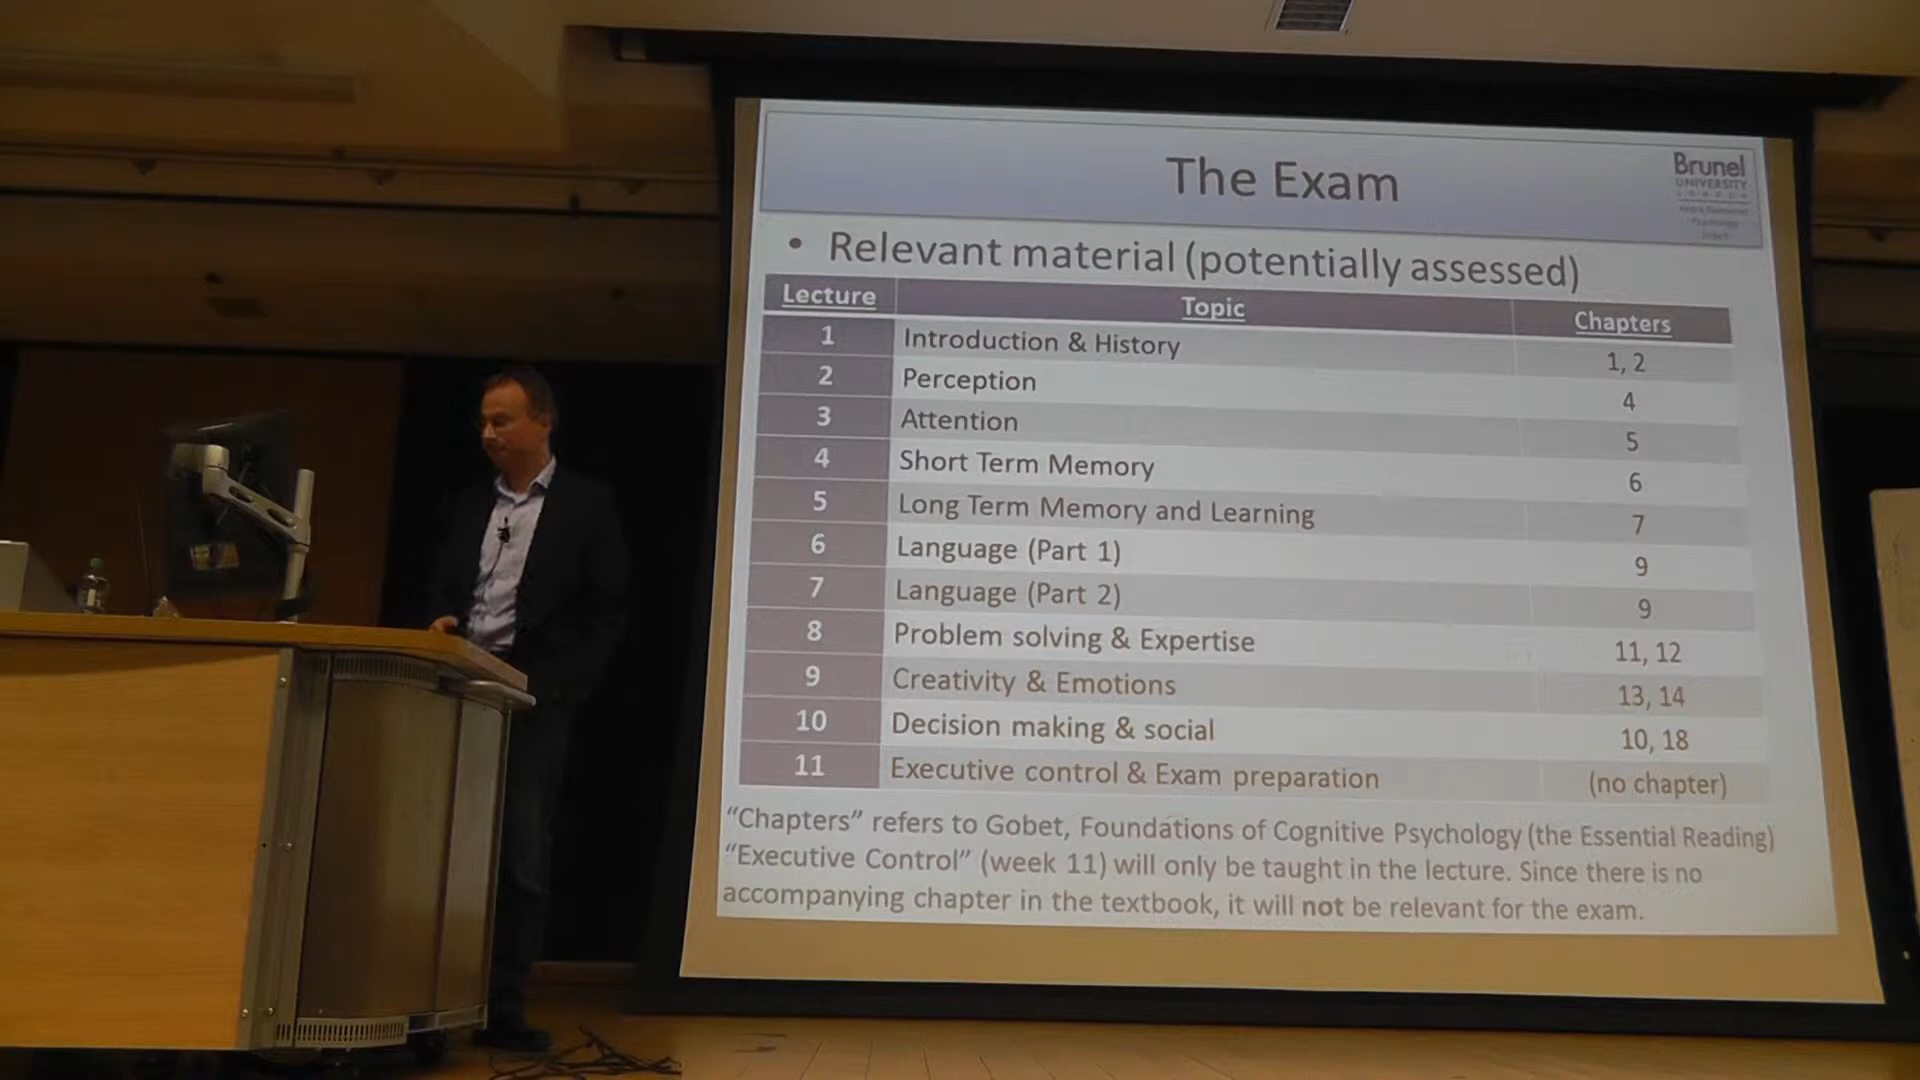 The Exam
Brunel
UNIVERSITY
LONDON
• Relevant material (potentially assessed)
Lecture Topic Chapters
1 Introduction & History 1, 2
2 Perception 4
3 Attention 5
4 Short Term Memory 6
5 Long Term Memory and Learning 7
6 Language (Part 1) 9
7 Language (Part 2) 9
8 Problem solving & Expertise 11, 12
9 Creativity & Emotions 13, 14
10 Decision making & social 10, 18
11 Executive control & Exam preparation (no chapter)
“Chapters” refers to Gobet, Foundations of Cognitive Psychology (the Essential Reading)
“Executive Control” (week 11) will only be taught in the lecture. Since there is no
accompanying chapter in the textbook, it will not be relevant for the exam.